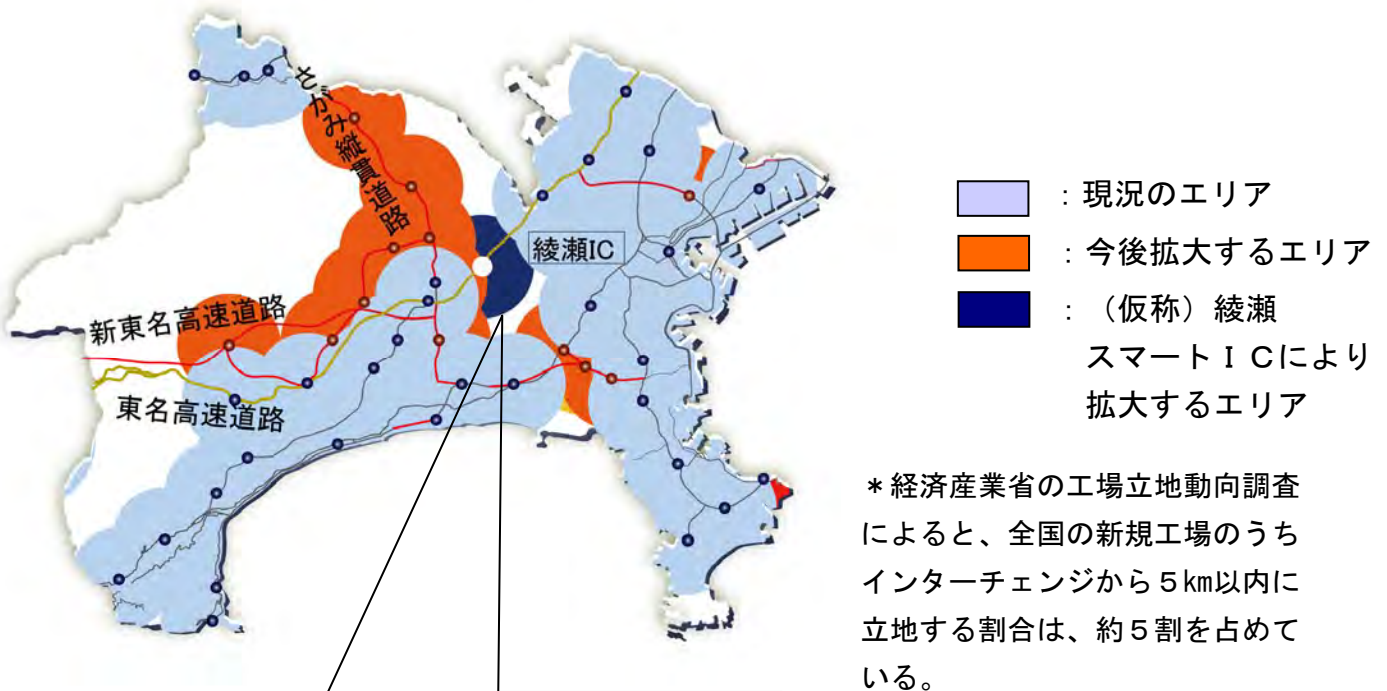 さがみ縦貫道路
綾瀬IC
新東名高速道路
東名高速道路
：現況のエリア
：今後拡大するエリア
：（仮称）綾瀬
スマートＩＣにより
拡大するエリア
＊経済産業省の工場立地動向調査
によると、全国の新規工場のうち
インターチェンジから５㎞以内に
立地する割合は、約５割を占めて
いる。